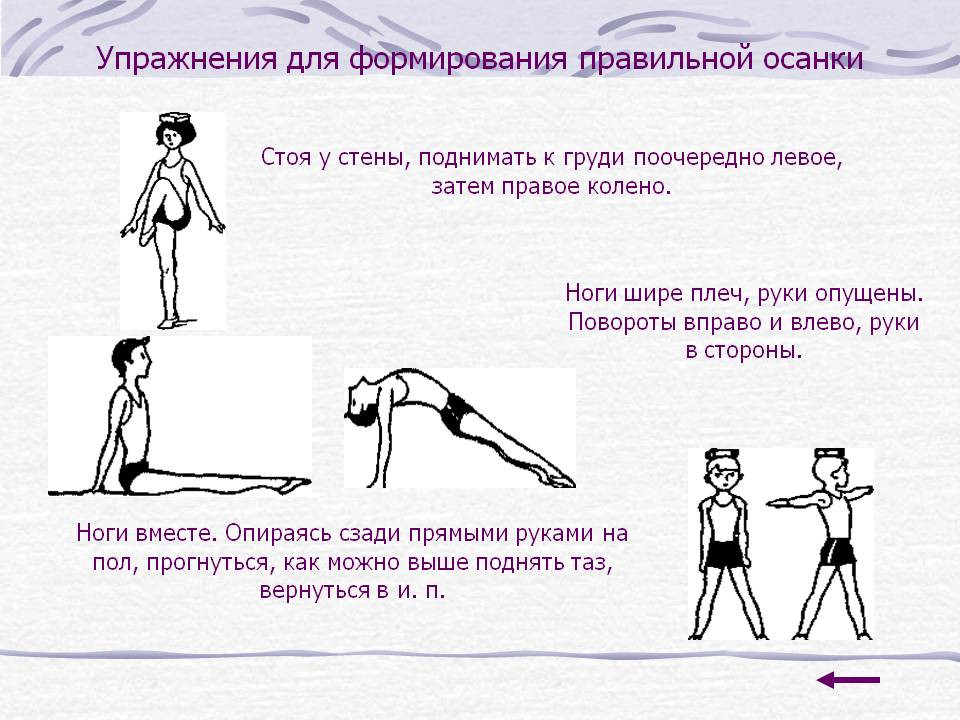 Упражнения для формирования правильной осанки
Стоя у стены, поднимать к груди поочередно левое,
затем правое колено.
Ноги шире плеч, руки опущены.
Повороты вправо и влево, руки
в стороны.
Ноги вместе. Опираясь сзади прямыми руками на
пол, прогнуться, как можно выше поднять таз,
вернуться в и. п.